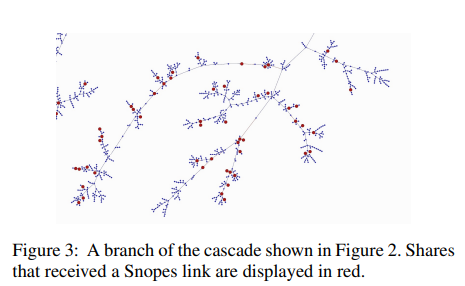 Figure 3: A branch of the cascade shown in Figure 2. Shares
that received a Snopes link are displayed in red.